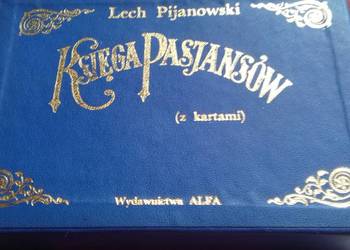 Lech Pijanowski
KSIĘGA PASJANSÓW
(z kartami)
Wydawnictwa ALFA